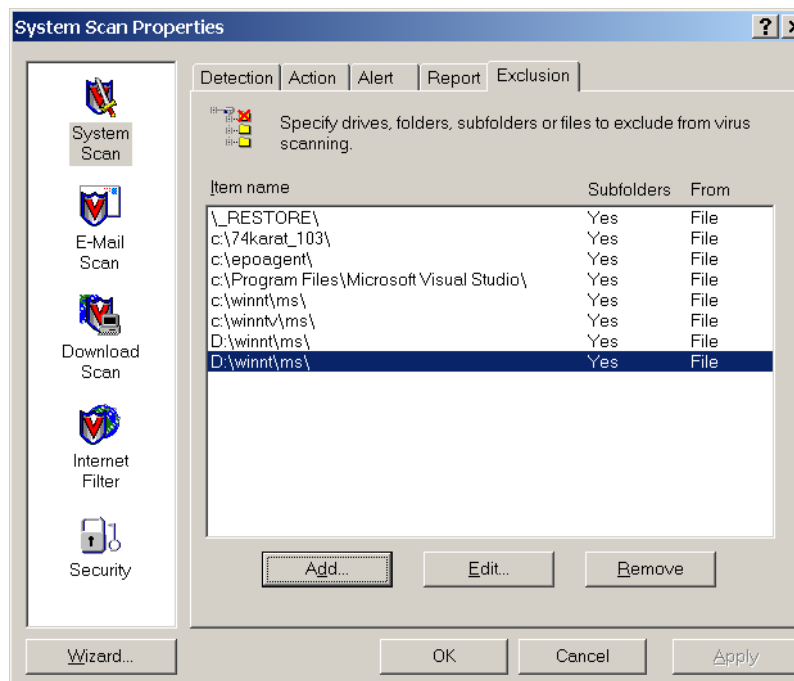 System Scan Properties
System
Scan
E-Mail
Scan
Download
Scan
Internet
Filter
Security
Detection Action Alert Report Exclusion
Specify drives, folders, subfolders or files to exclude from virus
scanning.
Item name Subfolders From
\_RESTORE\ Yes File
c:\74karat_103\ Yes File
c:\epoagent\ Yes File
c:\Program Files\Microsoft Visual Studio\ Yes File
c:\winnt\ms\ Yes File
c:\winntv\ms\ Yes File
D:\winnt\ms\ Yes File
D:\winnt\ms\ Yes File
Add... Edit... Remove
Wizard... OK Cancel Apply